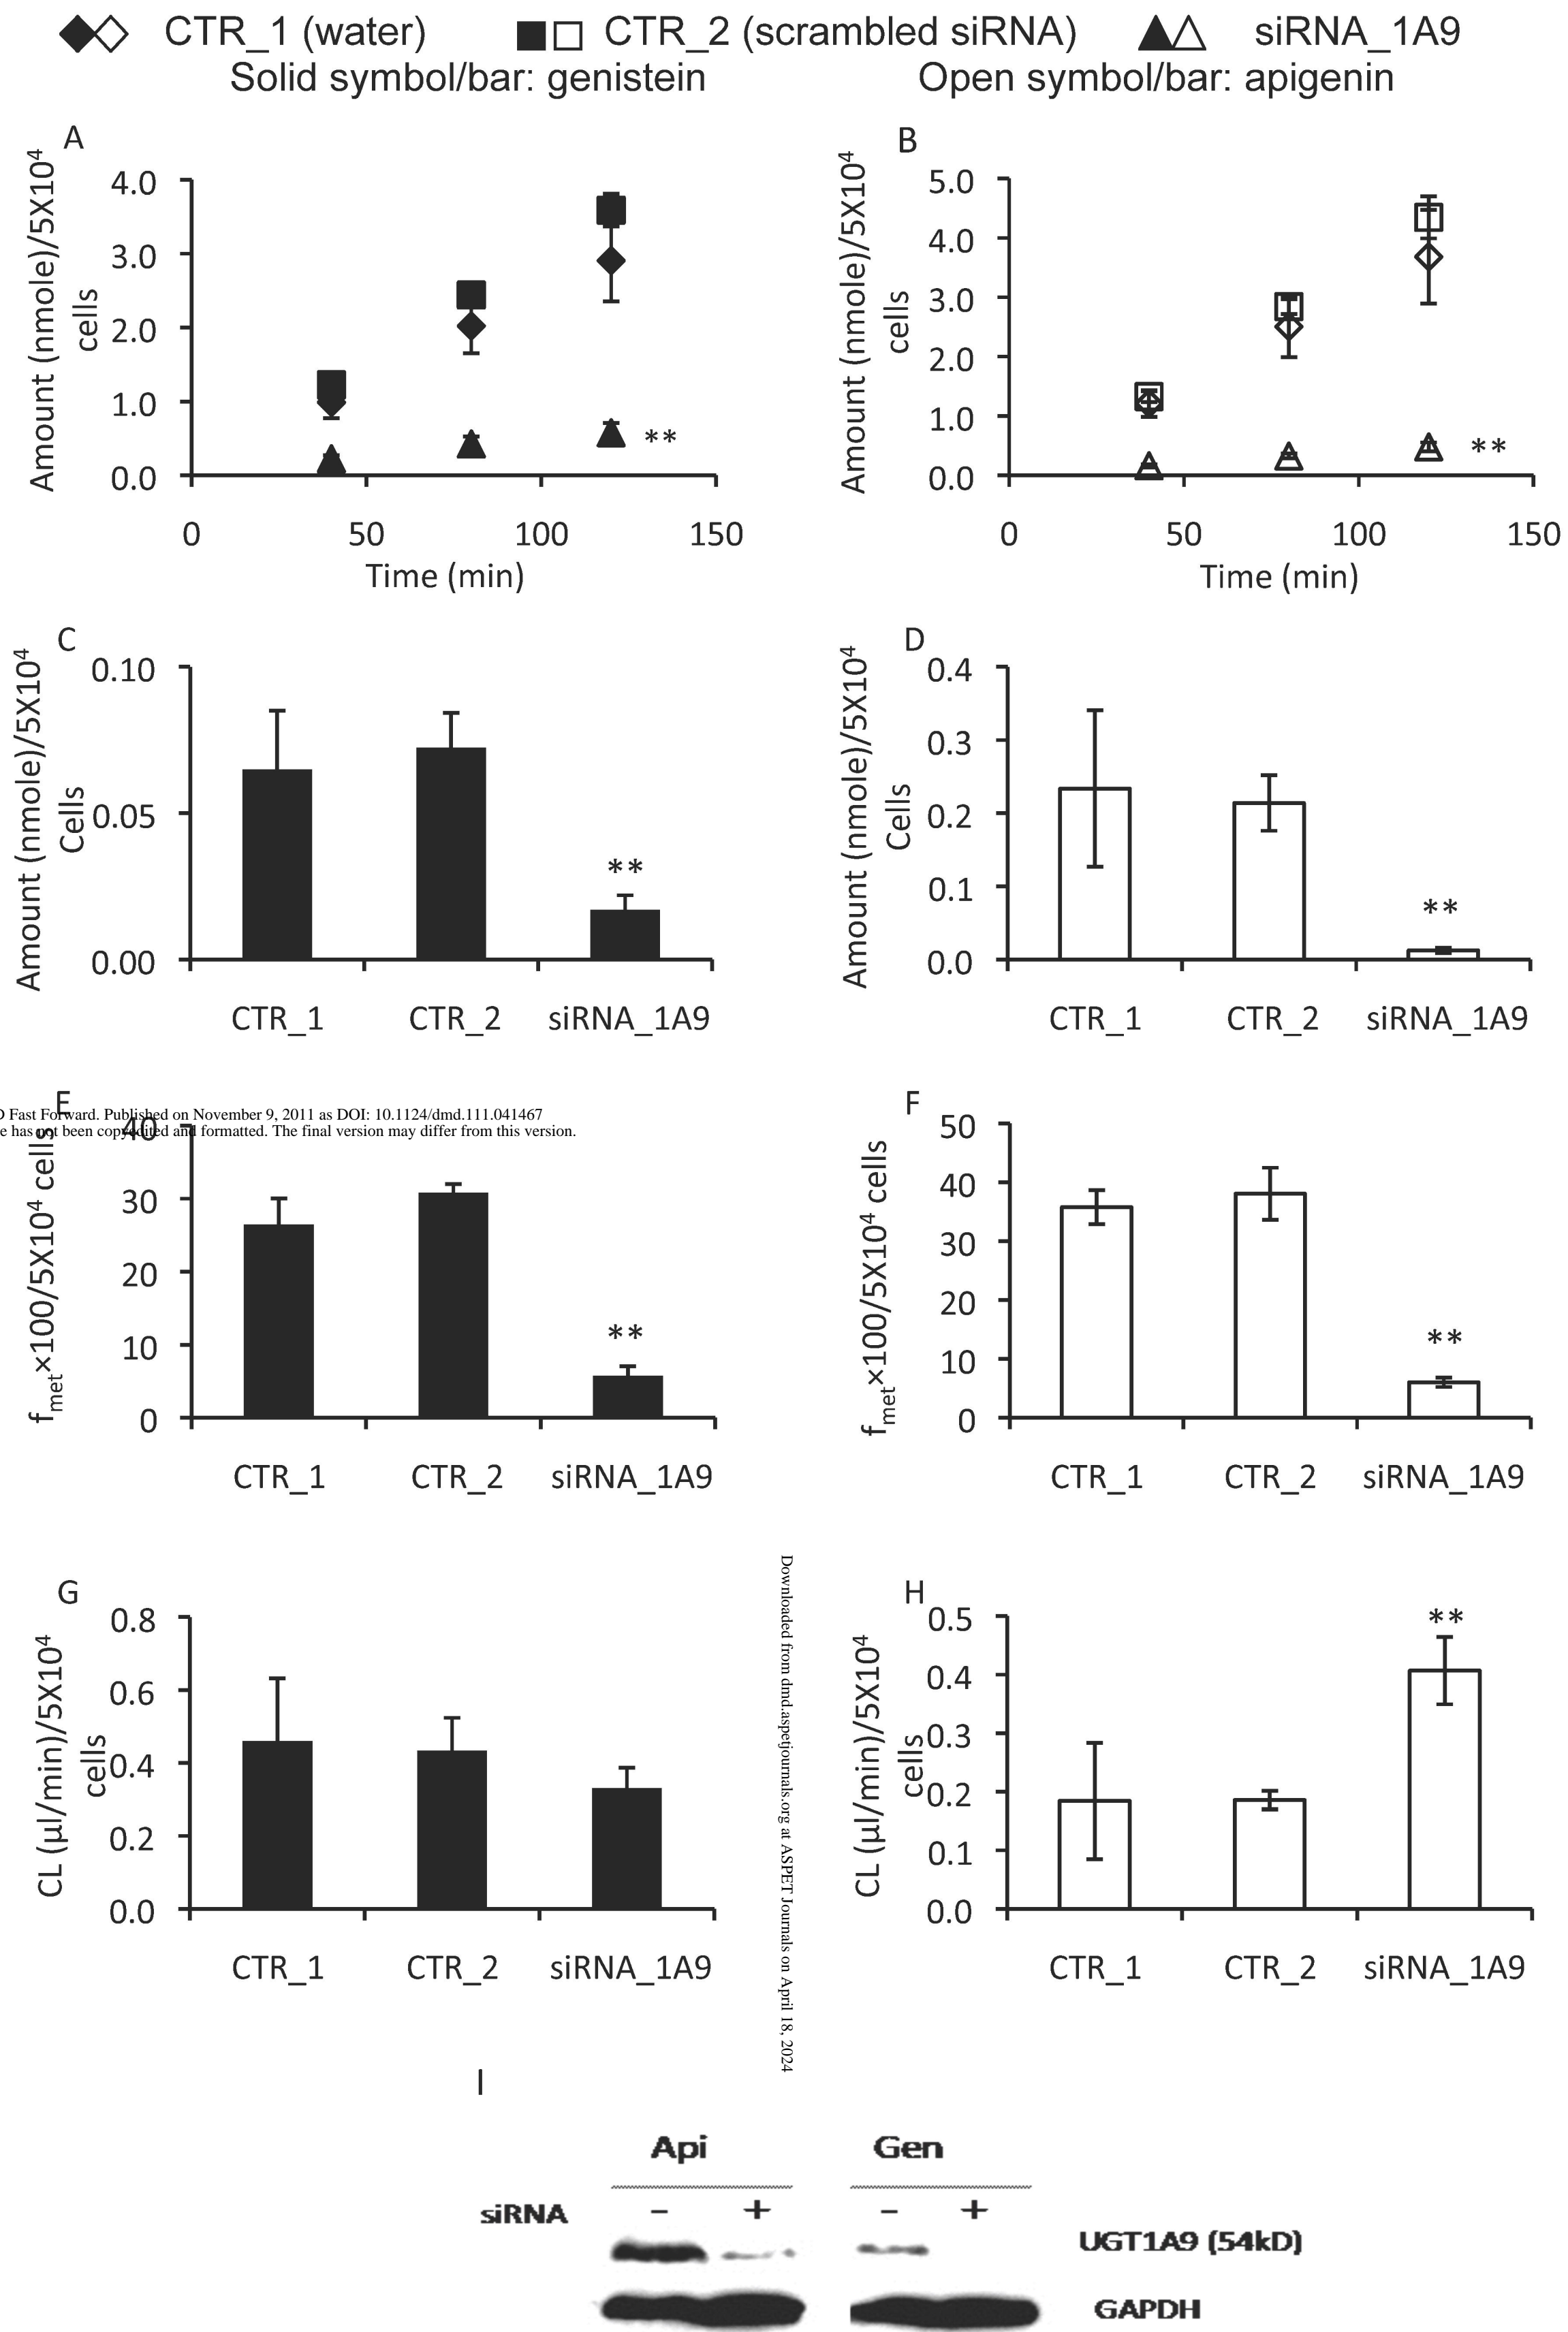 CTR_1 (water) CTR_2 (scrambled siRNA) siRNA_1A9
Solid symbol/bar: genistein Open symbol/bar: apigenin
A
Amount (nmole)/5X10⁴
cells
4.0
3.0
2.0
1.0
0.0
**
0 50 100 150
Time (min)
B
Amount (nmole)/5X10⁴
cells
5.0
4.0
3.0
2.0
1.0
0.0
**
0 50 100 150
Time (min)
C
Amount (nmole)/5X10⁴
Cells
0.10
0.05
0.00
**
CTR_1 CTR_2 siRNA_1A9
D
Amount (nmole)/5X10⁴
Cells
0.4
0.3
0.2
0.1
0.0
**
CTR_1 CTR_2 siRNA_1A9
E
D Fast Forward. Published on November 9, 2011 as DOI: 10.1124/dmd.111.041467
e has not been copyedited and formatted. The final version may differ from this version.
fmet×100/5X10⁴ cells
40
30
20
10
0
**
CTR_1 CTR_2 siRNA_1A9
F
fmet×100/5X10⁴ cells
50
40
30
20
10
0
**
CTR_1 CTR_2 siRNA_1A9
G
CL (µl/min)/5X10⁴
cells
0.8
0.6
0.4
0.2
0.0
CTR_1 CTR_2 siRNA_1A9
Downloaded from dmd.aspetjournals.org at ASPET Journals on April 18, 2024
H
CL (µl/min)/5X10⁴
cells
0.5
0.4
0.3
0.2
0.1
0.0
**
CTR_1 CTR_2 siRNA_1A9
I
Api Gen
siRNA − + − +
UGT1A9 (54kD)
GAPDH